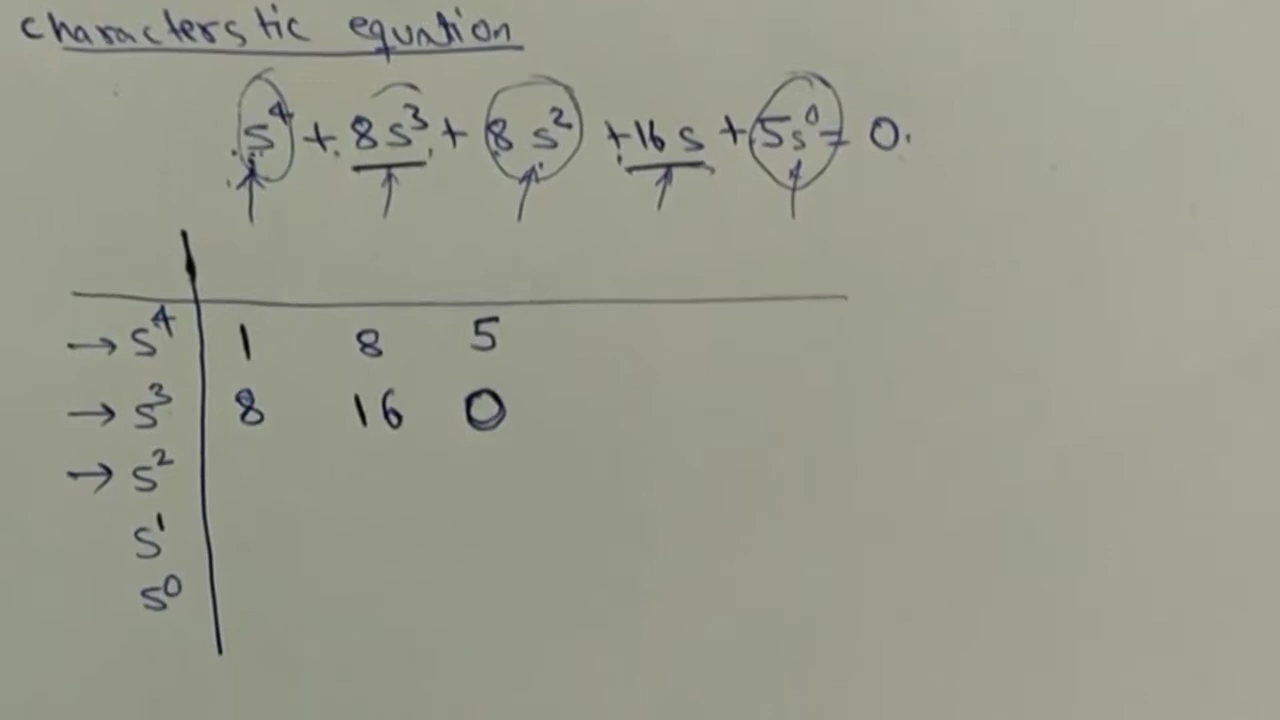 characterstic equation
s⁴ + 8s³ + 8s² + 16s + 5s⁰ = 0.
→ s⁴ 1 8 5
→ s³ 8 16 0
→ s²
s¹
s⁰